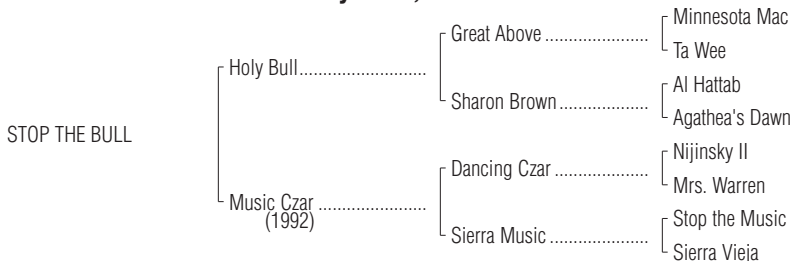 Minnesota Mac
Great Above ........................
Ta Wee
Holy Bull.............................
Al Hattab
Sharon Brown.....................
Agathea's Dawn
STOP THE BULL
Nijinsky II
Dancing Czar ......................
Mrs. Warren
Music Czar .........................
(1992)
Stop the Music
Sierra Music .......................
Sierra Vieja